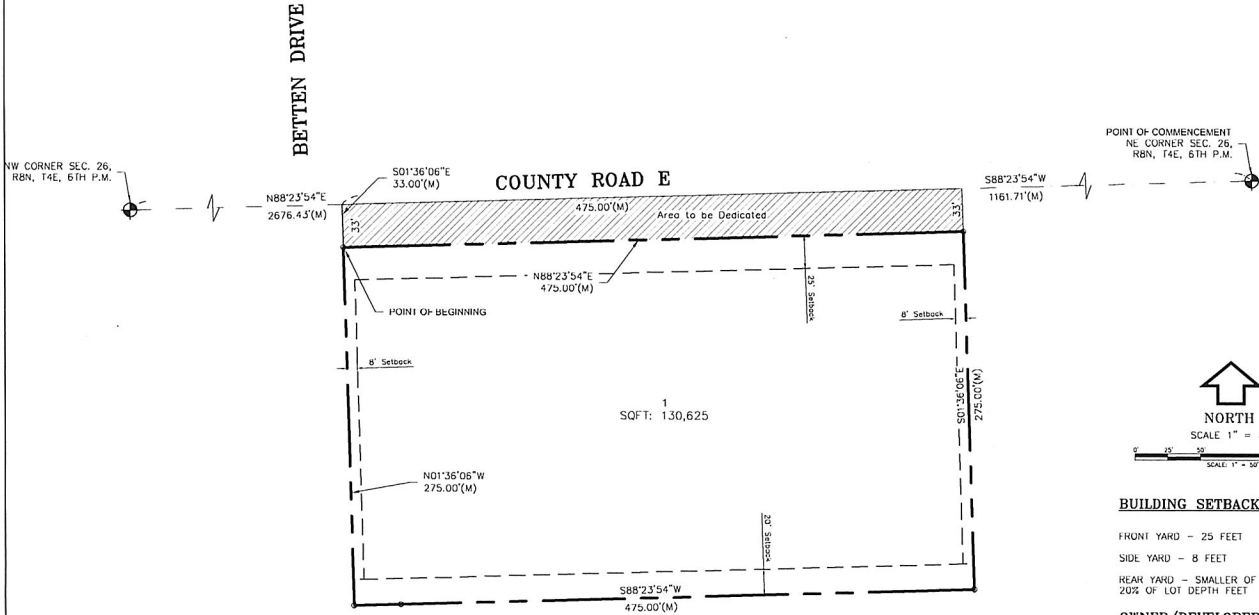 BETTEN DRIVE
NW CORNER SEC. 26,
R8N, T4E, 6TH P.M.
N88°23'54"E
2676.43'(M)
S01°36'06"E
33.00'(M)
COUNTY ROAD E
475.00'(M)
Area to be Dedicated
33'
33'
S88°23'54"W
1161.71'(M)
POINT OF COMMENCEMENT
NE CORNER SEC. 26,
R8N, T4E, 6TH P.M.
N88°23'54"E
475.00'(M)
POINT OF BEGINNING
25' Setback
8' Setback
8' Setback
1
SQFT: 130,625
S01°36'06"E
275.00'(M)
N01°36'06"W
275.00'(M)
20' Setback
S88°23'54"W
475.00'(M)
NORTH
SCALE 1" =
0' 25' 50'
SCALE: 1" = 50'
BUILDING SETBACK
FRONT YARD - 25 FEET
SIDE YARD - 8 FEET
REAR YARD - SMALLER OF
20% OF LOT DEPTH FEET